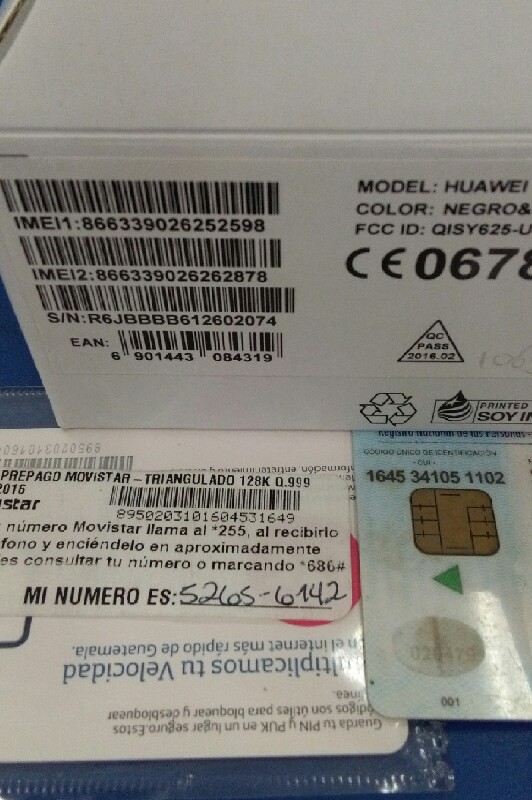 IMEI1:866339026252598
IMEI2:866339026262878
S/N:R6JBBBB612602074
EAN:
6 901443 084319
MODEL: HUAWEI
COLOR: NEGRO&
FCC ID: QISY625-U
CE0678
QC
PASS
2016.02
PRINTED
SOY IN
PREPAGO MOVISTAR - TRIANGULADO 128K Q.999
2016
8950203101604531649
star
número Movistar llama al *255, al recibirlo
fono y enciéndelo en aproximadamente
es consultar tu número o marcando *686#
MI NUMERO ES: 5265-6142
en el internet más rápido de Guatemala.
ultiplicamos tu Velocidad
línea.
ódigos son útiles para bloquear y desbloquear
Guarda tu PIN y PUK en un lugar seguro.Estos
Registro Nacional de las Personas
CÓDIGO ÚNICO DE IDENTIFICACIÓN
- CUI -
1645 34105 1102
001